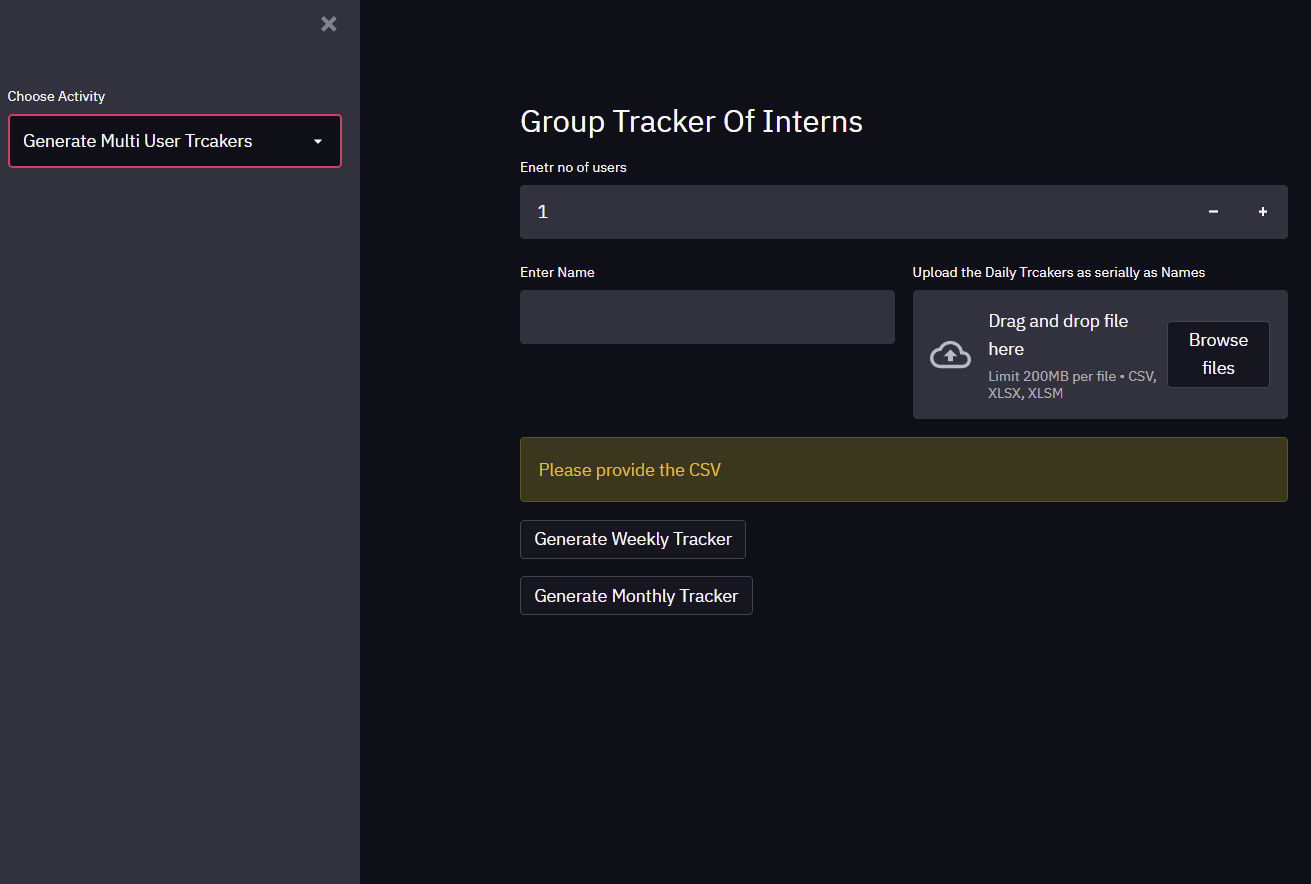 Choose Activity
Generate Multi User Trcakers
Group Tracker Of Interns
Enetr no of users
1
Enter Name
Upload the Daily Trcakers as serially as Names
Drag and drop file
here
Limit 200MB per file • CSV,
XLSX, XLSM
Browse
files
Please provide the CSV
Generate Weekly Tracker
Generate Monthly Tracker